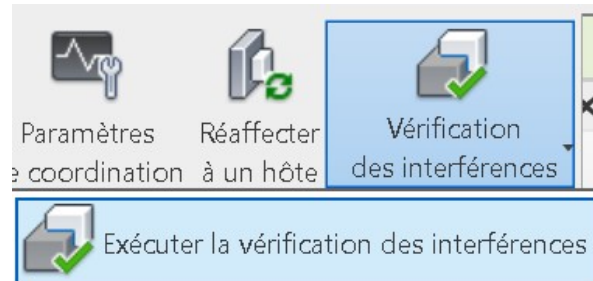 Paramètres
Réaffecter
Vérification
e coordination
à un hôte
des interférences
Exécuter la vérification des interférences